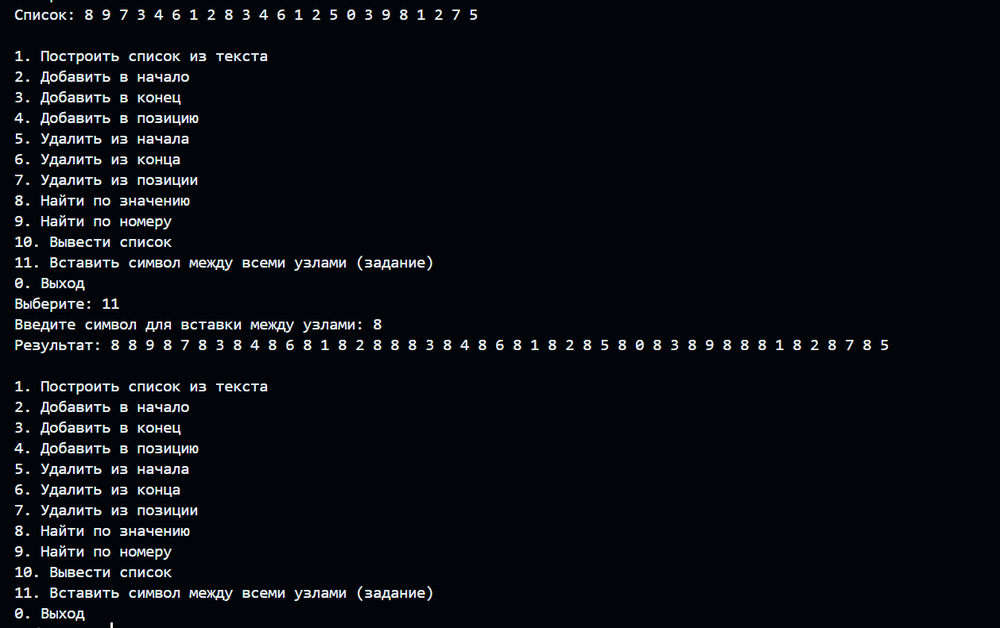 Список: 8 9 7 3 4 6 1 2 8 3 4 6 1 2 5 0 3 9 8 1 2 7 5
1. Построить список из текста
2. Добавить в начало
3. Добавить в конец
4. Добавить в позицию
5. Удалить из начала
6. Удалить из конца
7. Удалить из позиции
8. Найти по значению
9. Найти по номеру
10. Вывести список
11. Вставить символ между всеми узлами (задание)
0. Выход
Выберите: 11
Введите символ для вставки между узлами: 8
Результат: 8 8 9 8 7 8 3 8 4 8 6 8 1 8 2 8 8 8 3 8 4 8 6 8 1 8 2 8 5 8 0 8 3 8 9 8 8 8 1 8 2 8 7 8 5
1. Построить список из текста
2. Добавить в начало
3. Добавить в конец
4. Добавить в позицию
5. Удалить из начала
6. Удалить из конца
7. Удалить из позиции
8. Найти по значению
9. Найти по номеру
10. Вывести список
11. Вставить символ между всеми узлами (задание)
0. Выход